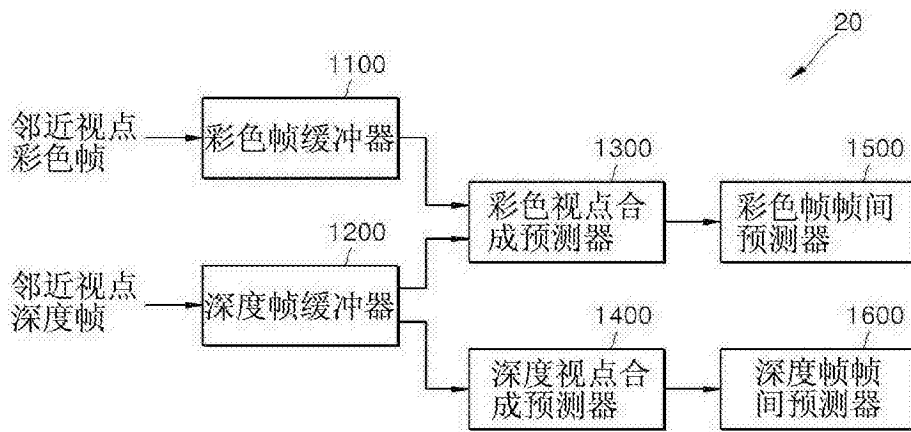 20
1100
邻近视点
彩色帧
彩色帧缓冲器
1300
彩色视点合
成预测器
1500
彩色帧帧间
预测器
1200
邻近视点
深度帧
深度帧缓冲器
1400
深度视点合
成预测器
1600
深度帧帧
间预测器